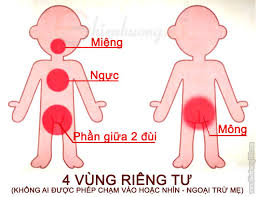 Miệng
Ngực
Phần giữa 2 đùi
Mông
4 VÙNG RIÊNG TƯ
(KHÔNG AI ĐƯỢC PHÉP CHẠM VÀO HOẶC NHÌN - NGOẠI TRỪ MẸ)